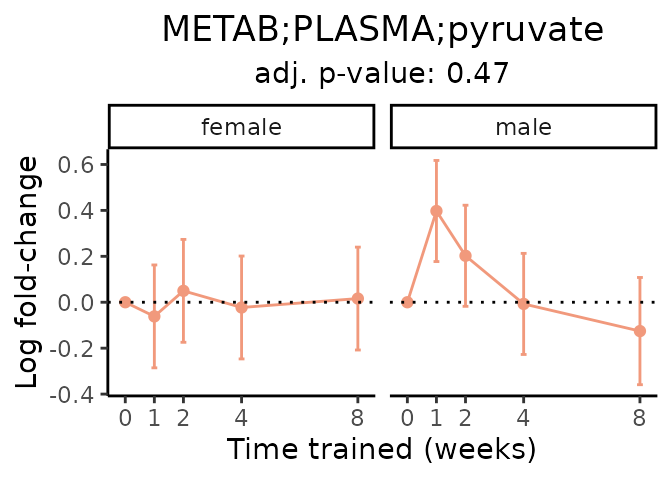 METAB;PLASMA;pyruvate
adj. p-value: 0.47
female male
Log fold-change
0.6
0.4
0.2
0.0
-0.2
-0.4
0 1 2 4 8 0 1 2 4 8
Time trained (weeks)